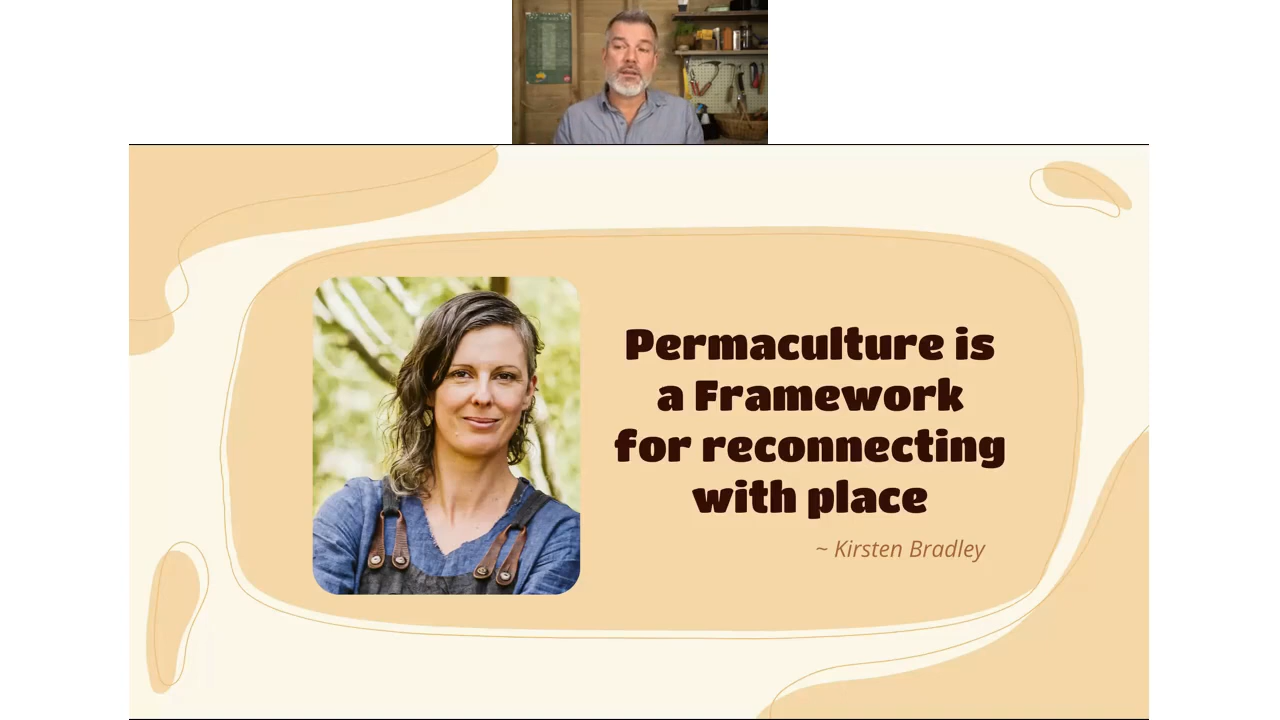 Permaculture is
a Framework
for reconnecting
with place
~ Kirsten Bradley